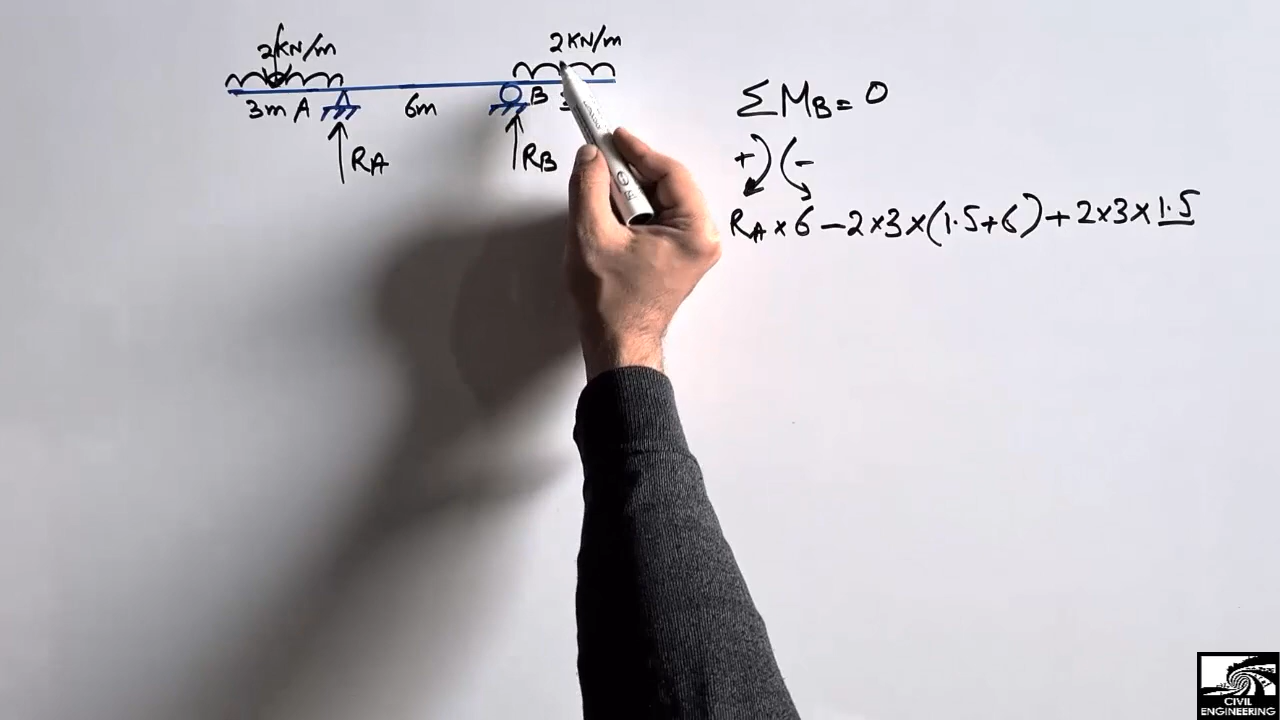 2KN/m
2KN/m
3m A
6m
B
RA
RB
ΣMB=0
+ -
RA×6-2×3×(1.5+6)+2×3×1.5
CIVIL
ENGINEERING